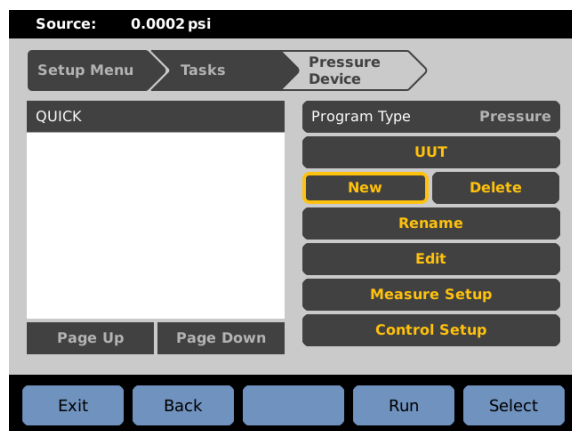 Source: 0.0002 psi
Setup Menu
Tasks
Pressure
Device
QUICK
Program Type Pressure
UUT
New
Delete
Rename
Edit
Measure Setup
Control Setup
Page Up
Page Down
Exit
Back
Run
Select